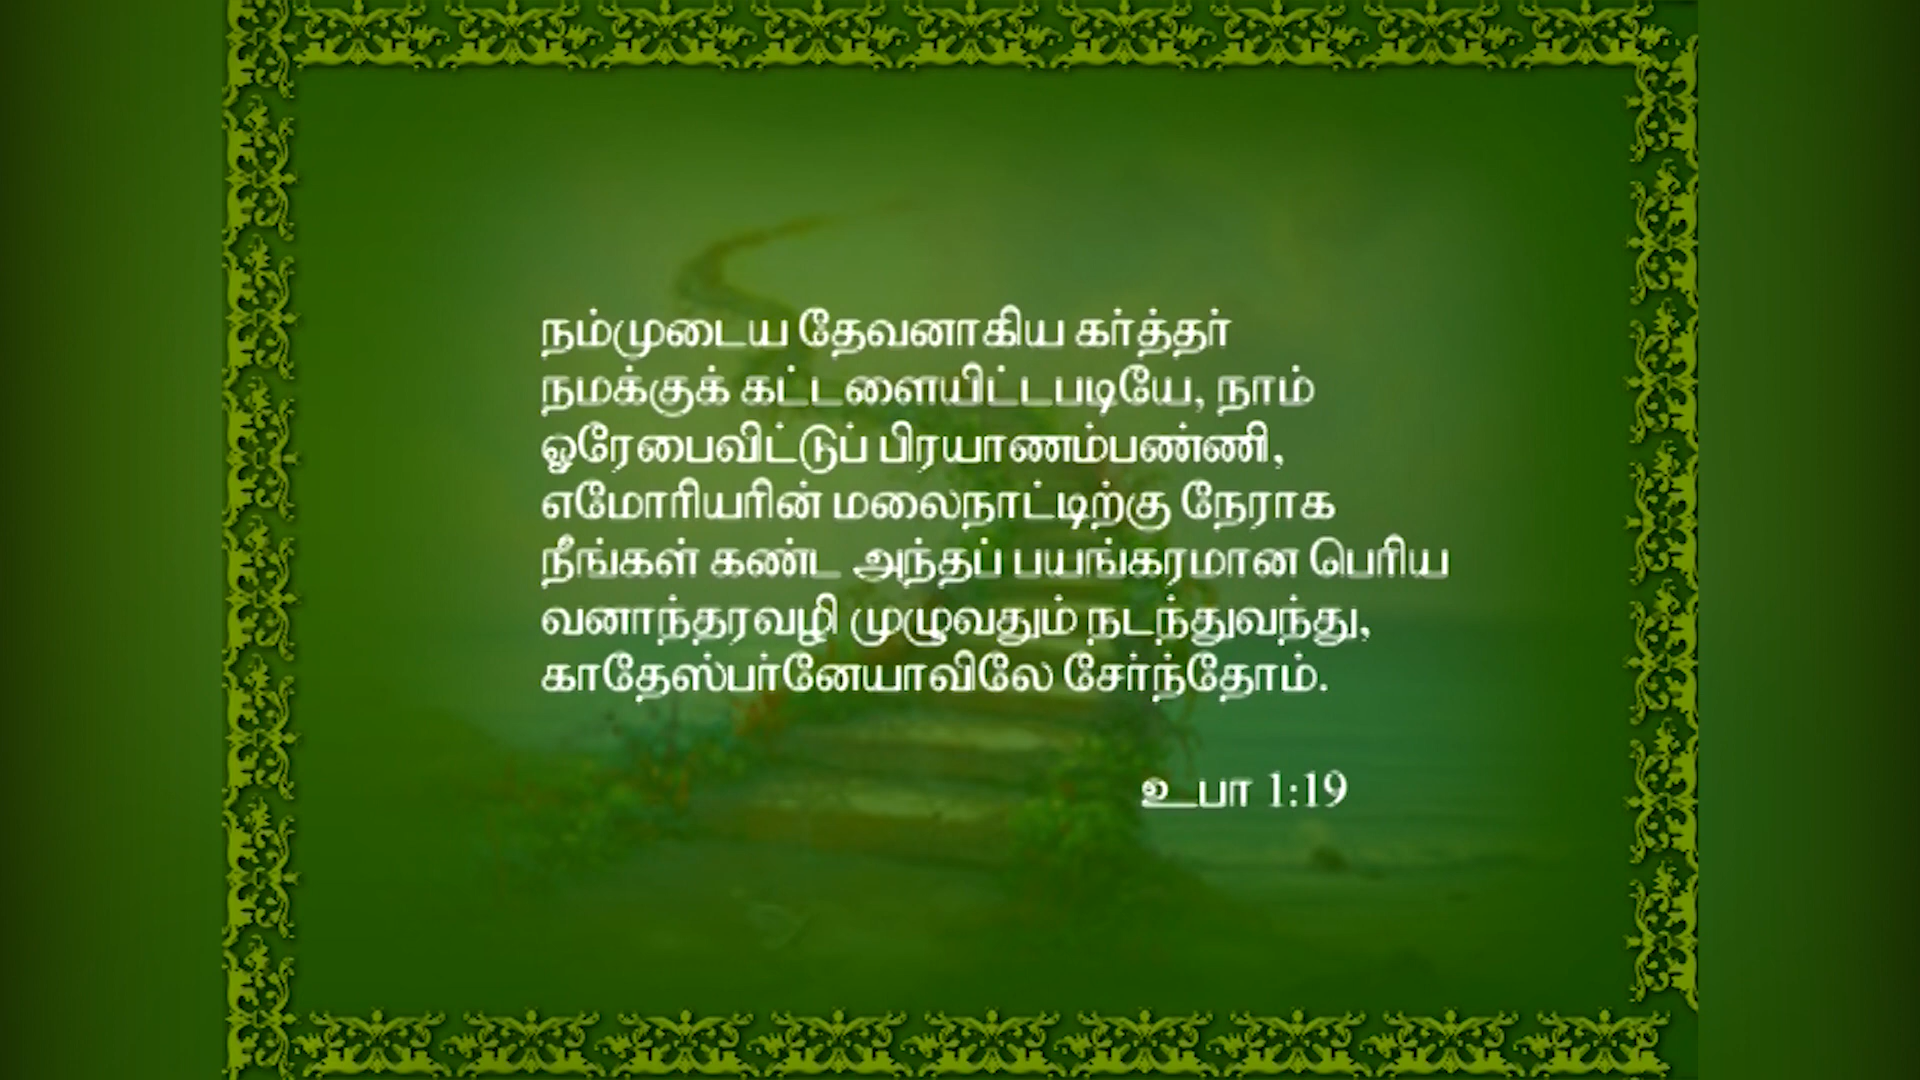 நம்முடைய தேவனாகிய கர்த்தர்
நமக்குக் கட்டளையிட்டபடியே, நாம்
ஓரேபைவிட்டுப் பிரயாணம்பண்ணி,
எமோரியரின் மலைநாட்டிற்கு நேராக
நீங்கள் கண்ட அந்தப் பயங்கரமான பெரிய
வனாந்தரவழி முழுவதும் நடந்துவந்து,
காதேஸ்பர்னேயாவிலே சேர்ந்தோம்.
உபா 1:19